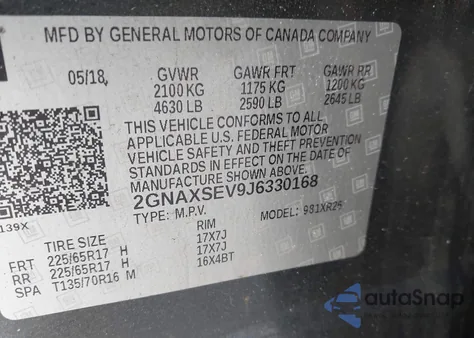 MFD BY GENERAL MOTORS OF CANADA COMPANY
05/18 GVWR GAWR FRT GAWR RR
2100 KG 1175 KG 1200 KG
4630 LB 2590 LB 2645 LB
THIS VEHICLE CONFORMS TO ALL
APPLICABLE U.S. FEDERAL MOTOR
VEHICLE SAFETY AND THEFT PREVENTION
STANDARDS IN EFFECT ON THE DATE OF
MANUFACTURE SHOWN ABOVE.
2GNAXSEV9J6330168
139X TYPE: M.P.V. MODEL: 981XR26
TIRE SIZE RIM
FRT 225/65R17 H 17X7J
RR 225/65R17 H 17X7J
SPA T135/70R16 M 16X4BT
autoSnap